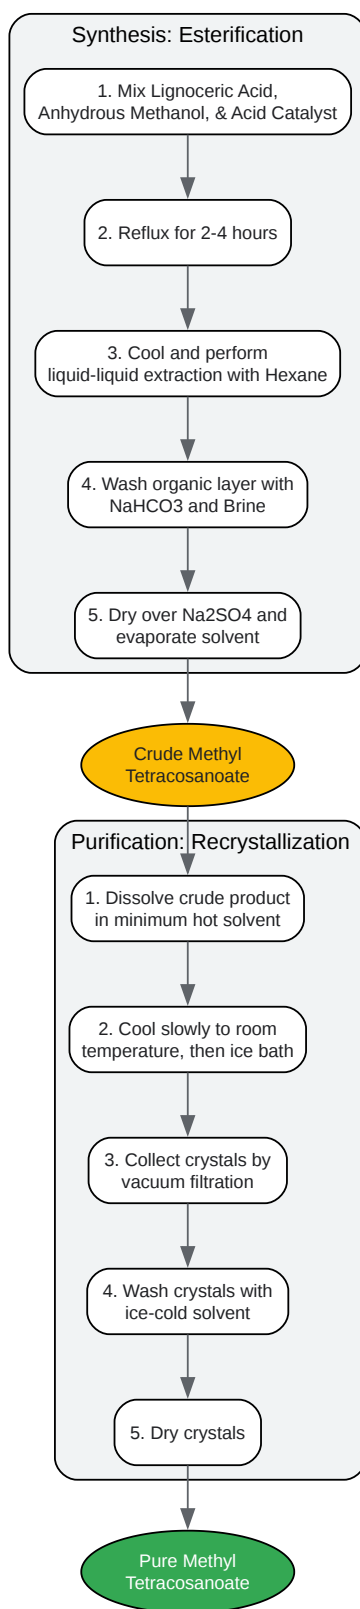 Synthesis: Esterification
1. Mix Lignoceric Acid,
Anhydrous Methanol, & Acid Catalyst
2. Reflux for 2-4 hours
3. Cool and perform
liquid-liquid extraction with Hexane
4. Wash organic layer with
NaHCO3 and Brine
5. Dry over Na2SO4 and
evaporate solvent
Crude Methyl
Tetracosanoate
Purification: Recrystallization
1. Dissolve crude product
in minimum hot solvent
2. Cool slowly to room
temperature, then ice bath
3. Collect crystals by
vacuum filtration
4. Wash crystals with
ice-cold solvent
5. Dry crystals
Pure Methyl
Tetracosanoate